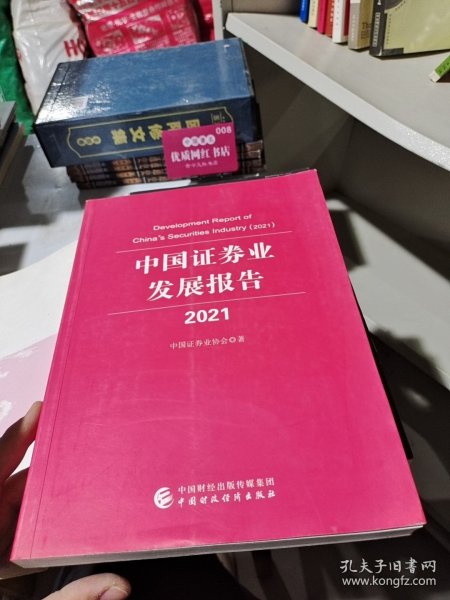 008
优质网红书店
Development Report of
China's Securities Industry (2021)
中国证券业
发展报告
2021
中国证券业协会◎著
中国财经出版传媒集团
中国财政经济出版社
孔夫子旧书网
www.kongfz.com